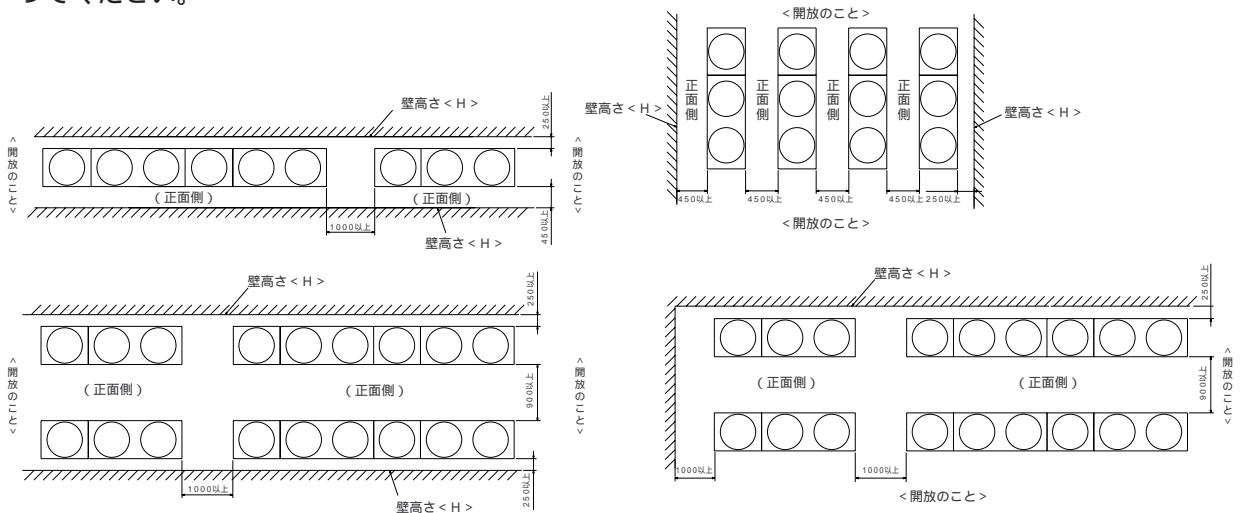 ってください。
壁高さ＜Ｈ＞
＜開放のこと＞
250以上
＜開放のこと＞
（正面側）
（正面側）
1000以上
450以上
壁高さ＜Ｈ＞
＜開放のこと＞
壁高さ＜Ｈ＞
正面側
正面側
正面側
正面側
壁高さ＜Ｈ＞
450以上
450以上
450以上
450以上
250以上
＜開放のこと＞
壁高さ＜Ｈ＞
250以上
＜開放のこと＞
（正面側）
（正面側）
900以上
＜開放のこと＞
1000以上
壁高さ＜Ｈ＞
250以上
壁高さ＜Ｈ＞
250以上
（正面側）
（正面側）
900以上
＜開放のこと＞
1000以上
1000以上
＜開放のこと＞